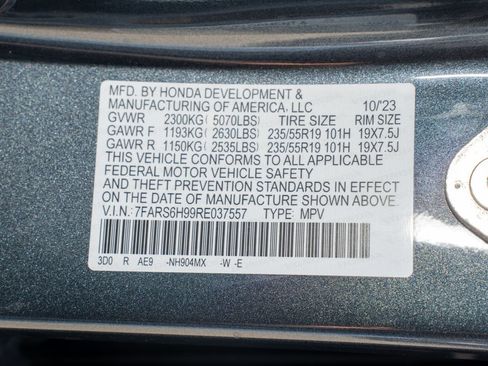 MFD. BY HONDA DEVELOPMENT &
MANUFACTURING OF AMERICA, LLC 10/'23
GVWR 2300KG ( 5070LBS) TIRE SIZE RIM SIZE
GAWR F 1193KG ( 2630LBS) 235/55R19 101H 19X7.5J
GAWR R 1150KG ( 2535LBS) 235/55R19 101H 19X7.5J
THIS VEHICLE CONFORMS TO ALL APPLICABLE
FEDERAL MOTOR VEHICLE SAFETY
AND THEFT PREVENTION STANDARDS IN EFFECT
ON THE DATE OF MANUFACTURE SHOWN ABOVE.
V.I.N.: 7FARS6H99RE037557 TYPE: MPV
3D0 R AE9 -NH904MX -W -E